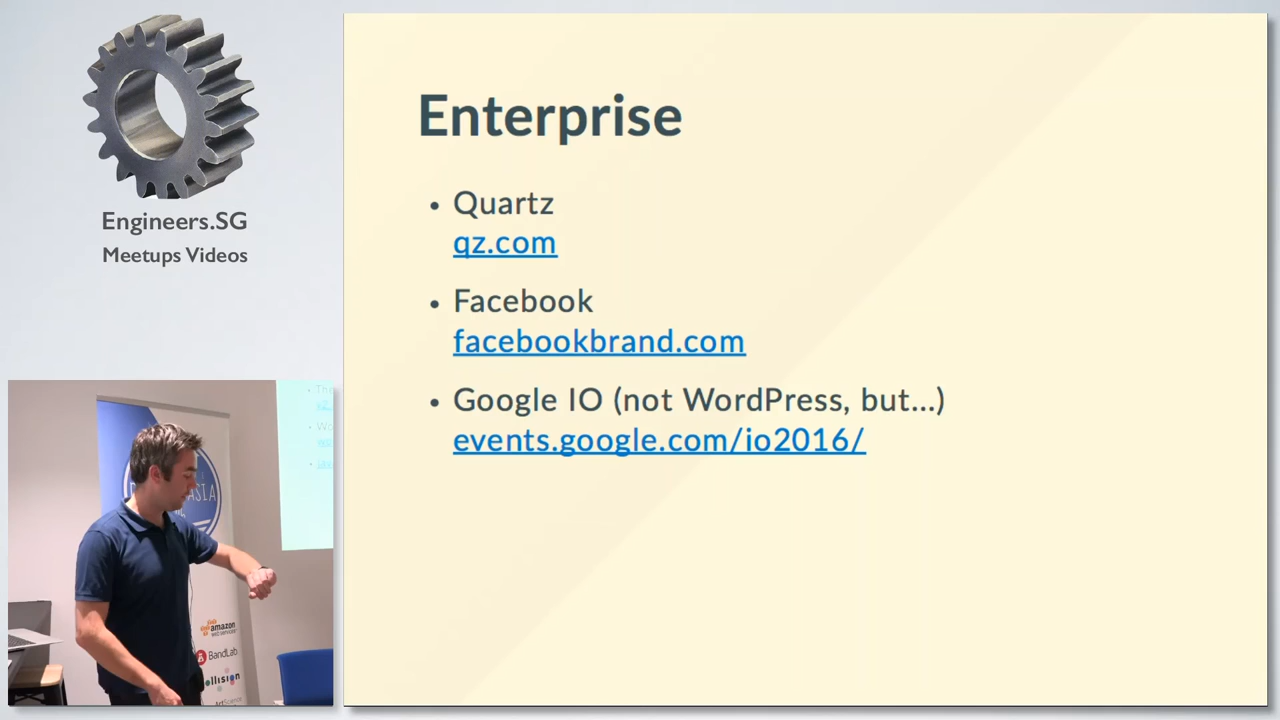 Engineers.SG
Meetups Videos
Enterprise
• Quartz
qz.com
• Facebook
facebookbrand.com
• Google IO (not WordPress, but...)
events.google.com/io2016/
amazon
BandLab